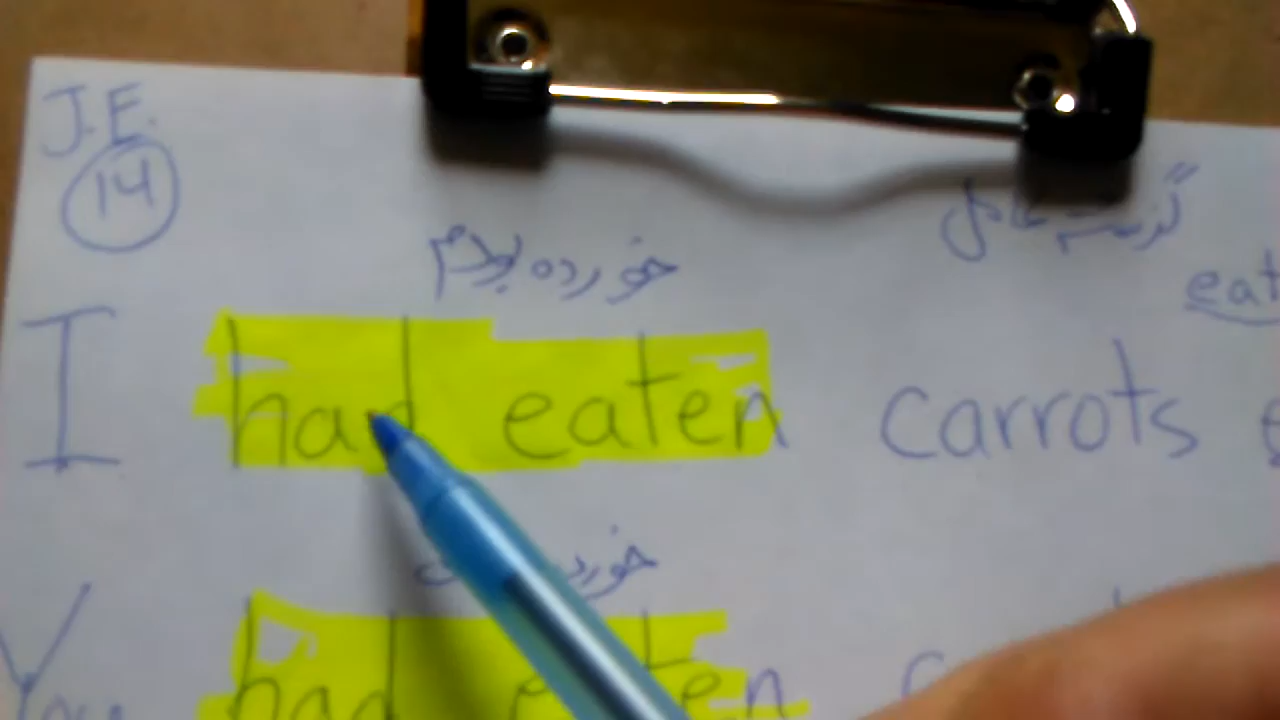 J.E.
14
گذشته کامل
خورده بودم
eat
I had eaten carrots
You had eaten